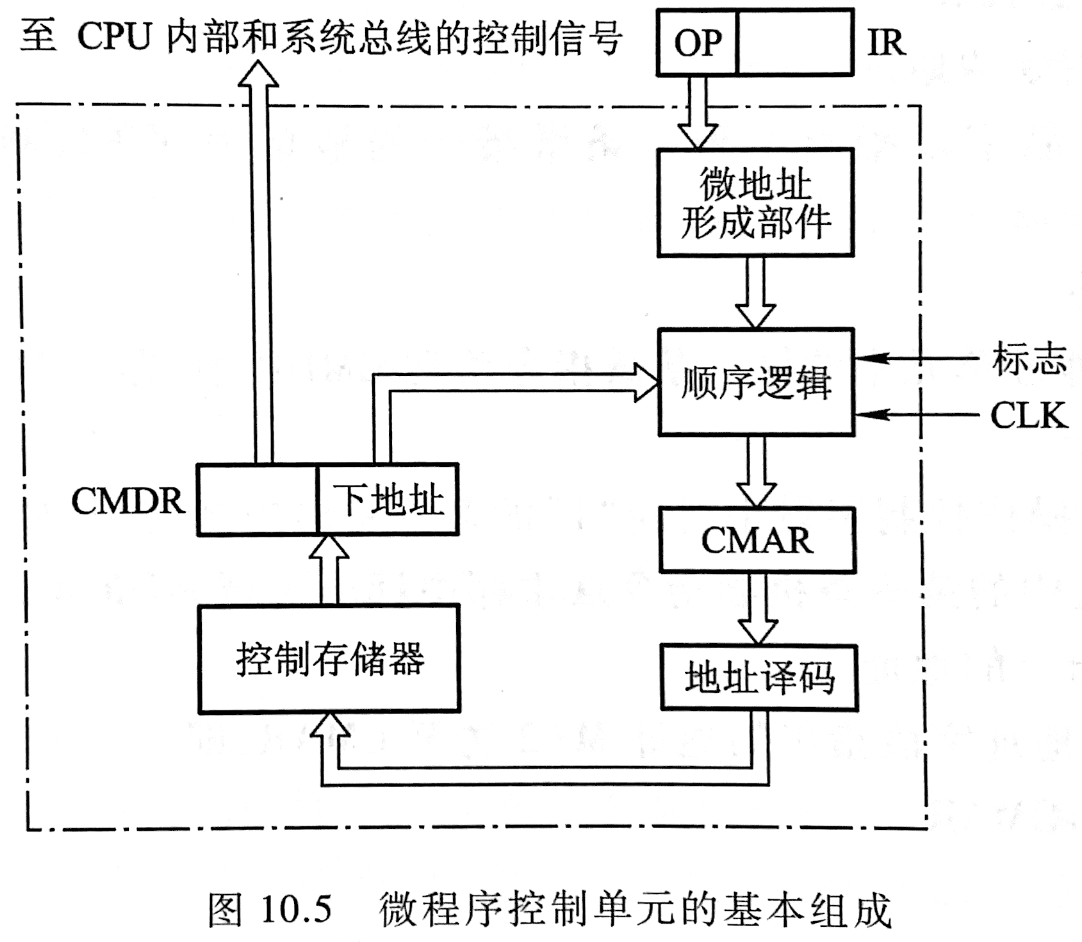 至 CPU 内部和系统总线的控制信号
OP
IR
微地址
形成部件
顺序逻辑
标志
CLK
CMDR
下地址
CMAR
控制存储器
地址译码
图 10.5 微程序控制单元的基本组成